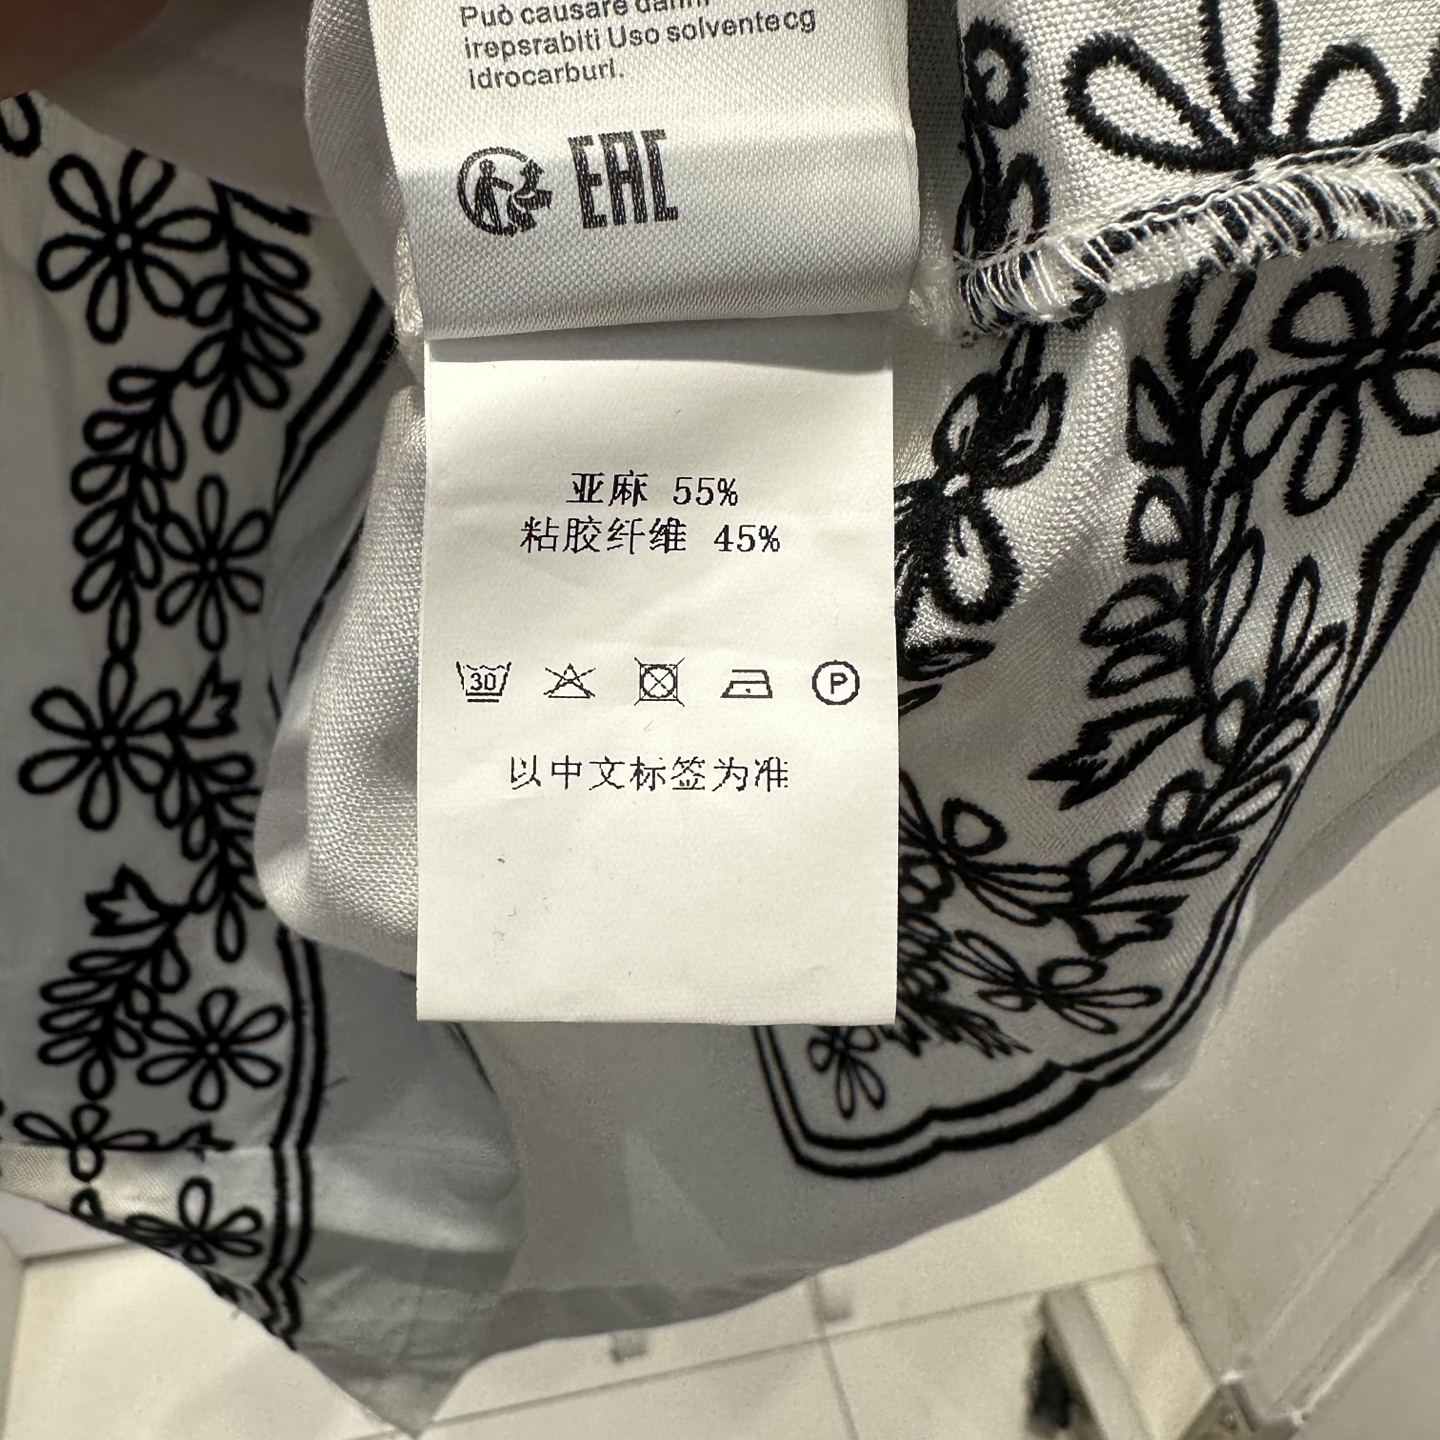 Può causare danni
irepsrabiti Uso solventecg
idrocarburi.
EAC
亚麻 55%
粘胶纤维 45%
30
P
以中文标签为准